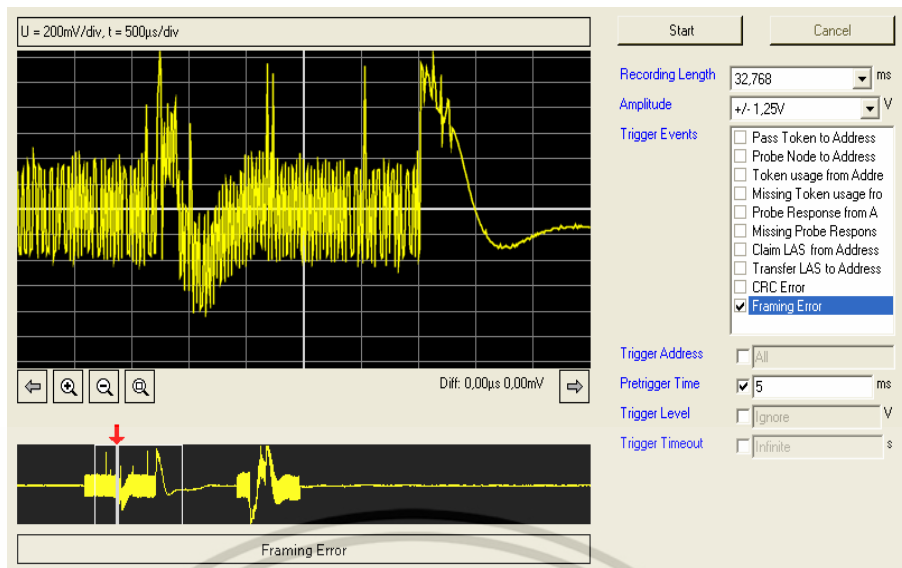 U = 200mV/div, t = 500µs/div
Start
Cancel
Recording Length
32,768
ms
Amplitude
+/- 1,25V
V
Trigger Events
Pass Token to Address
Probe Node to Address
Token usage from Addre
Missing Token usage fro
Probe Response from A
Missing Probe Respons
Claim LAS from Address
Transfer LAS to Address
CRC Error
Framing Error
Trigger Address
All
Pretrigger Time
5
ms
Trigger Level
Ignore
V
Trigger Timeout
Infinite
s
Diff: 0,00µs 0,00mV
Framing Error